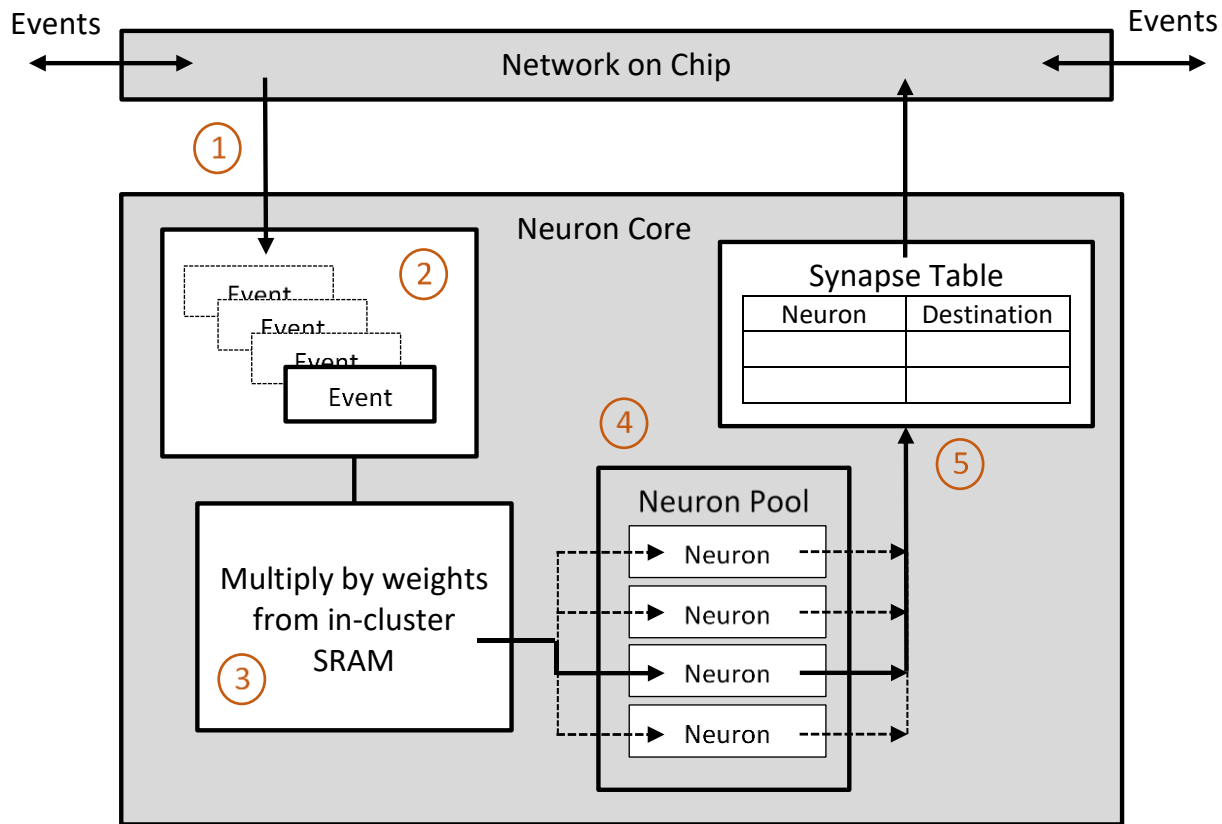 Events
Events
Network on Chip
1
Neuron Core
2
Event
Event
Event
Event
Synapse Table
Neuron Destination
4
5
Neuron Pool
Neuron
Neuron
Neuron
Neuron
Multiply by weights
from in-cluster
SRAM
3